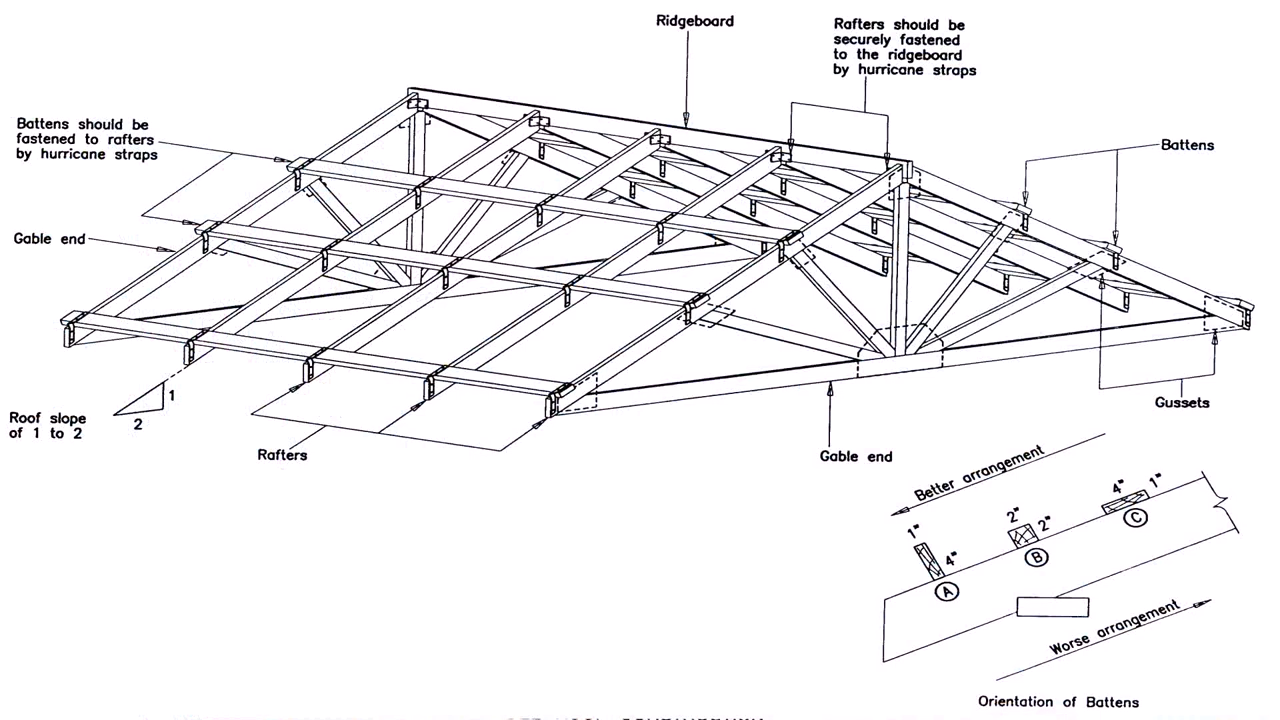 Ridgeboard
Rafters should be
securely fastened
to the ridgeboard
by hurricane straps
Battens should be
fastened to rafters
by hurricane straps
Battens
Gable end
1
2
Roof slope
of 1 to 2
Rafters
Gable end
Gussets
Better arrangement
1"
4"
A
2"
2"
B
4"
1"
C
Worse arrangement
Orientation of Battens